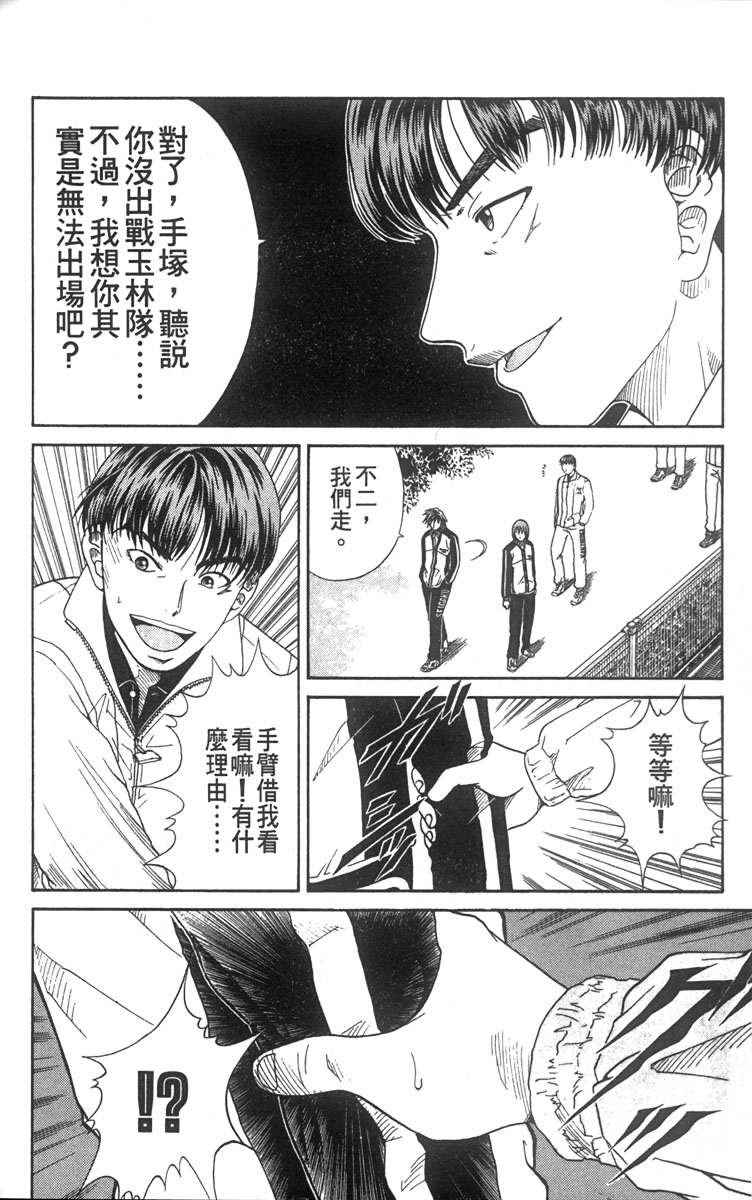 對了，手塚，聽說
你沒出戰玉林隊……
不過，我想你其
實是無法出場吧？
不二，
我們走。
等等嘛！
手臂借我看
看嘛！有什
麼理由……
!?